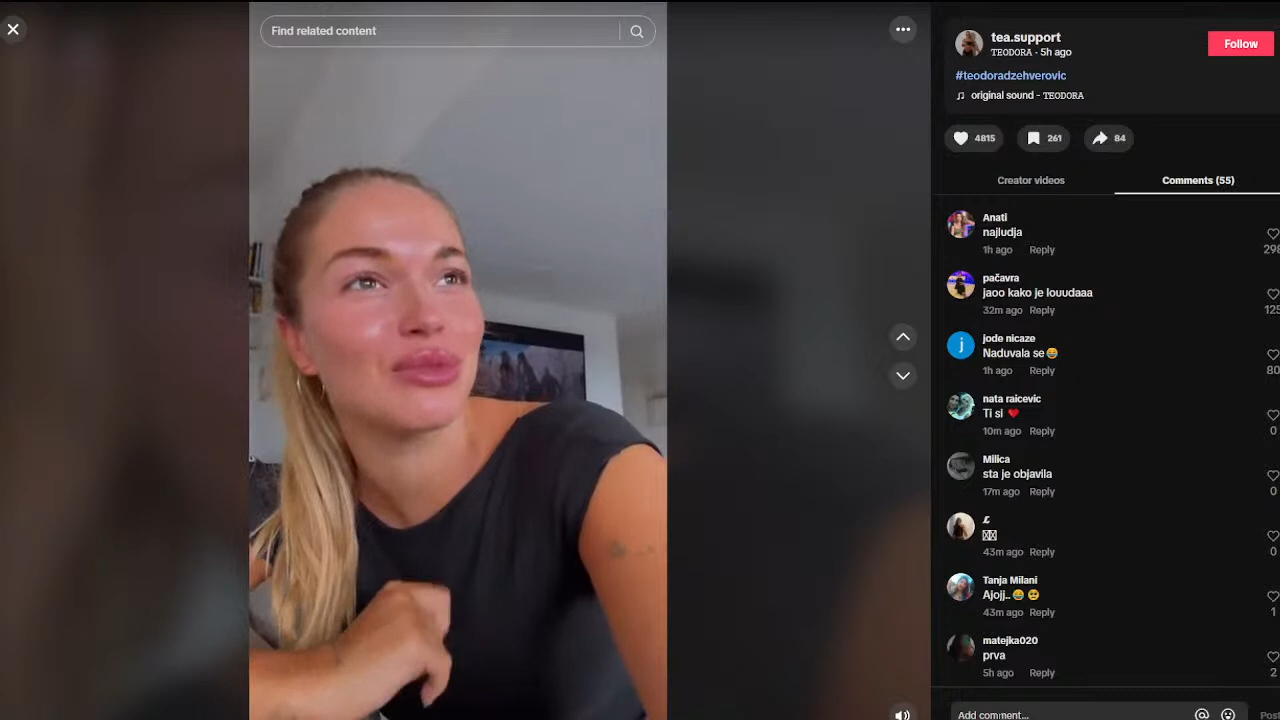 Find related content
tea.support
TEODORA - 5h ago
Follow
#teodoradzehverovic
original sound - TEODORA
4815
261
84
Creator videos
Comments (55)
Anati
najludja
1h ago Reply
298
pačavra
jaoo kako je louudaaa
32m ago Reply
125
j
jode nicaze
Naduvala se😂
1h ago Reply
80
nata raicevic
Ti si ❤️
10m ago Reply
0
Milica
sta je objavila
17m ago Reply
0
ℒ
43m ago Reply
0
Tanja Milani
Ajojj..😂🥺
43m ago Reply
1
matejka020
prva
5h ago Reply
2
Add comment...
Post